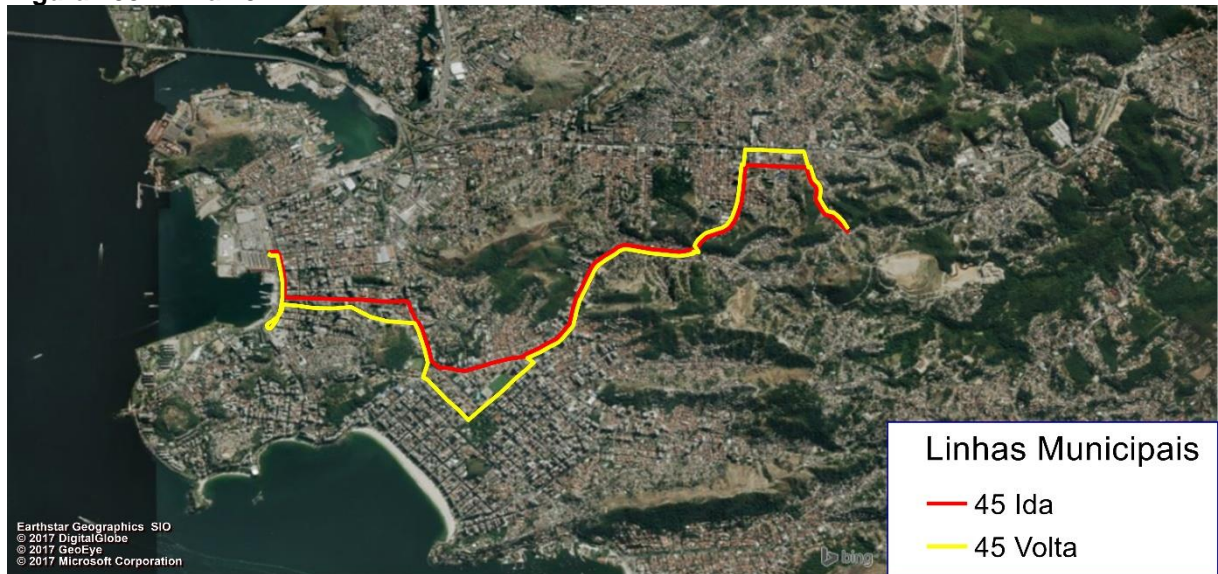 Linhas Municipais
45 Ida
45 Volta
Earthstar Geographics SIO
© 2017 DigitalGlobe
© 2017 GeoEye
© 2017 Microsoft Corporation
bing